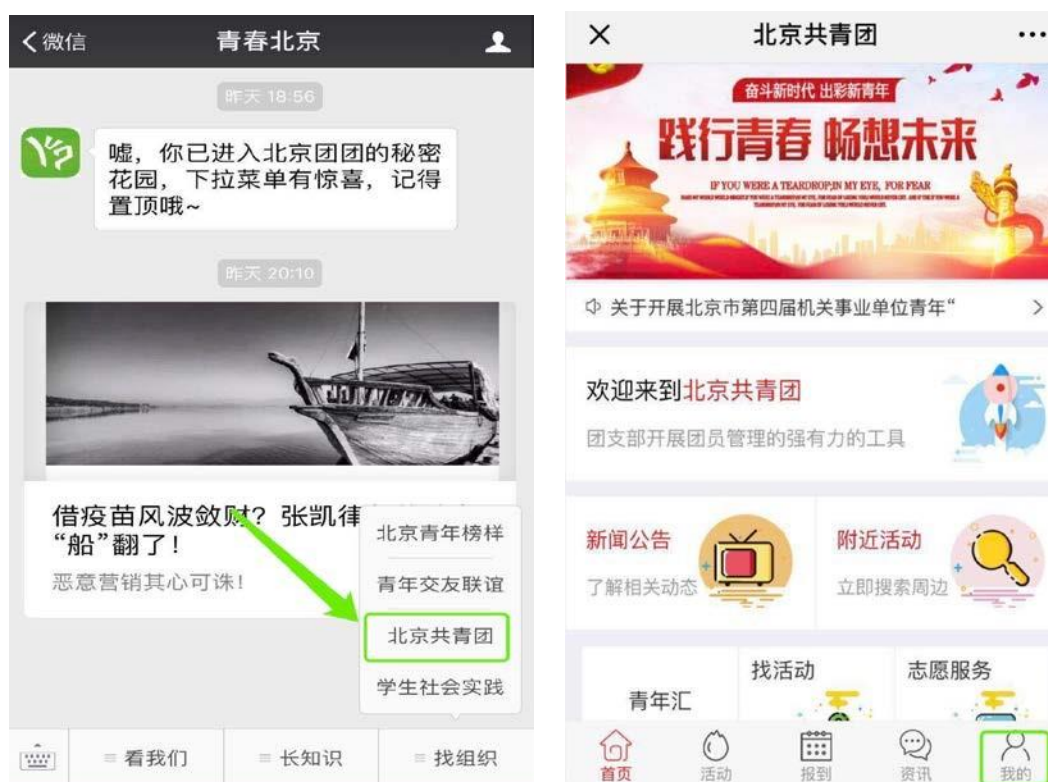 微信
青春北京
昨天 18:56
嘘，你已进入北京团团的秘密
花园，下拉菜单有惊喜，记得
置顶哦~
昨天 20:10
借疫苗风波敛财？张凯律
“船”翻了！
恶意营销其心可诛！
北京青年榜样
青年交友联谊
北京共青团
学生社会实践
看我们
长知识
找组织
北京共青团
奋斗新时代 出彩新青年
践行青春 畅想未来
IF YOU WERE A TEARDROP;IN MY EYE, FOR FEAR
关于开展北京市第四届机关事业单位青年“
欢迎来到北京共青团
团支部开展团员管理的强有力的工具
新闻公告
了解相关动态
附近活动
立即搜索周边
青年汇
找活动
志愿服务
首页
活动
报到
资讯
我的